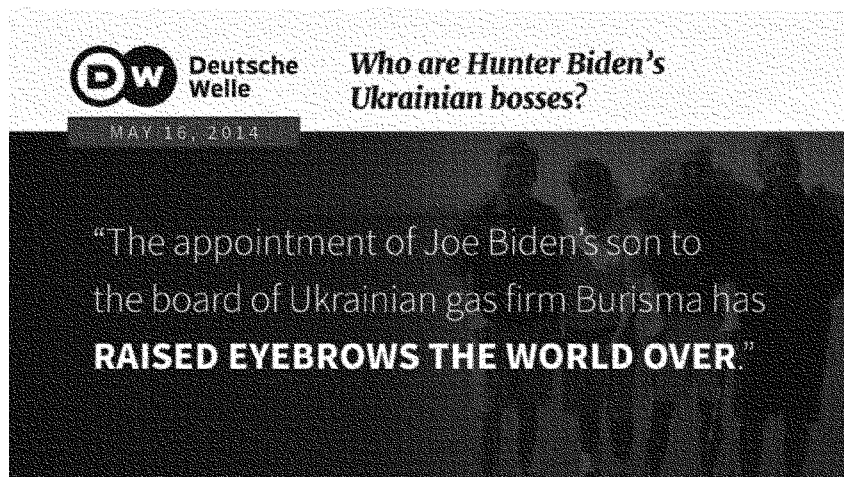 DW Deutsche
Welle
Who are Hunter Biden's
Ukrainian bosses?
MAY 16, 2014
“The appointment of Joe Biden's son to
the board of Ukrainian gas firm Burisma has
RAISED EYEBROWS THE WORLD OVER.”